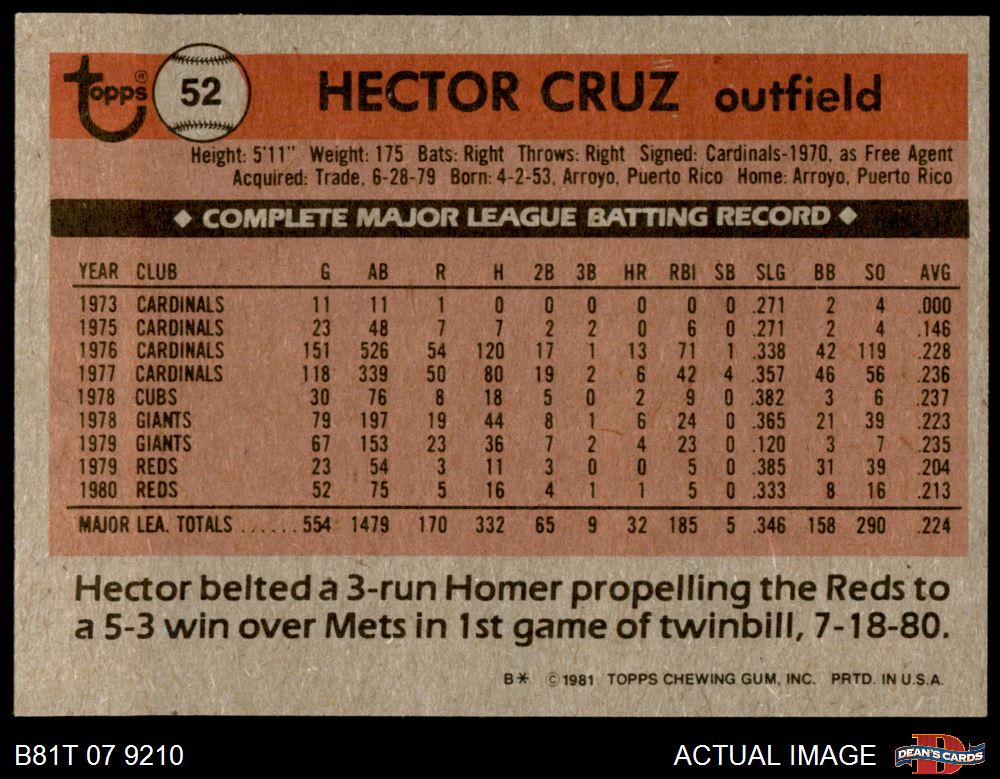 topps® 52 HECTOR CRUZ outfield
Height: 5'11" Weight: 175 Bats: Right Throws: Right Signed: Cardinals-1970, as Free Agent
Acquired: Trade, 6-28-79 Born: 4-2-53, Arroyo, Puerto Rico Home: Arroyo, Puerto Rico
◆ COMPLETE MAJOR LEAGUE BATTING RECORD ◆
YEAR CLUB G AB R H 2B 3B HR RBI SB SLG BB SO AVG
1973 CARDINALS 11 11 1 0 0 0 0 0 0 .271 2 4 .000
1975 CARDINALS 23 48 7 7 2 2 0 6 0 .271 2 4 .146
1976 CARDINALS 151 526 54 120 17 1 13 71 1 .338 42 119 .228
1977 CARDINALS 118 339 50 80 19 2 6 42 4 .357 46 56 .236
1978 CUBS 30 76 8 18 5 0 2 9 0 .382 3 6 .237
1978 GIANTS 79 197 19 44 8 1 6 24 0 .365 21 39 .223
1979 GIANTS 67 153 23 36 7 2 4 23 0 .120 3 7 .235
1979 REDS 23 54 3 11 3 0 0 5 0 .385 31 39 .204
1980 REDS 52 75 5 16 4 1 1 5 0 .333 8 16 .213
MAJOR LEA. TOTALS ...... 554 1479 170 332 65 9 32 185 5 .346 158 290 .224
Hector belted a 3-run Homer propelling the Reds to
a 5-3 win over Mets in 1st game of twinbill, 7-18-80.
B* © 1981 TOPPS CHEWING GUM, INC. PRTD. IN U.S.A.
B81T 07 9210 ACTUAL IMAGE D DEAN'S CARDS